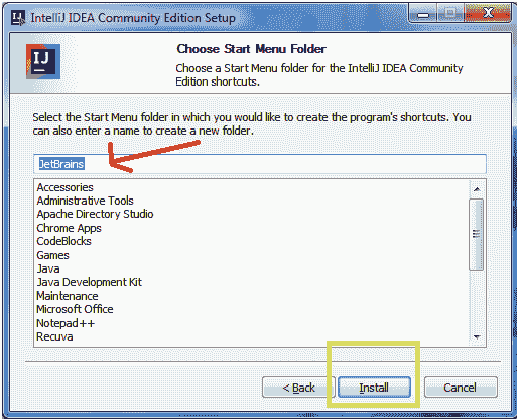 IntelliJ IDEA Community Edition Setup
IJ
Choose Start Menu Folder
Choose a Start Menu folder for the IntelliJ IDEA Community
Edition shortcuts.
Select the Start Menu folder in which you would like to create the program's shortcuts. You
can also enter a name to create a new folder.
JetBrains
Accessories
Administrative Tools
Apache Directory Studio
Chrome Apps
CodeBlocks
Games
Java
Java Development Kit
Maintenance
Microsoft Office
Notepad++
Recuva
< Back
Install
Cancel